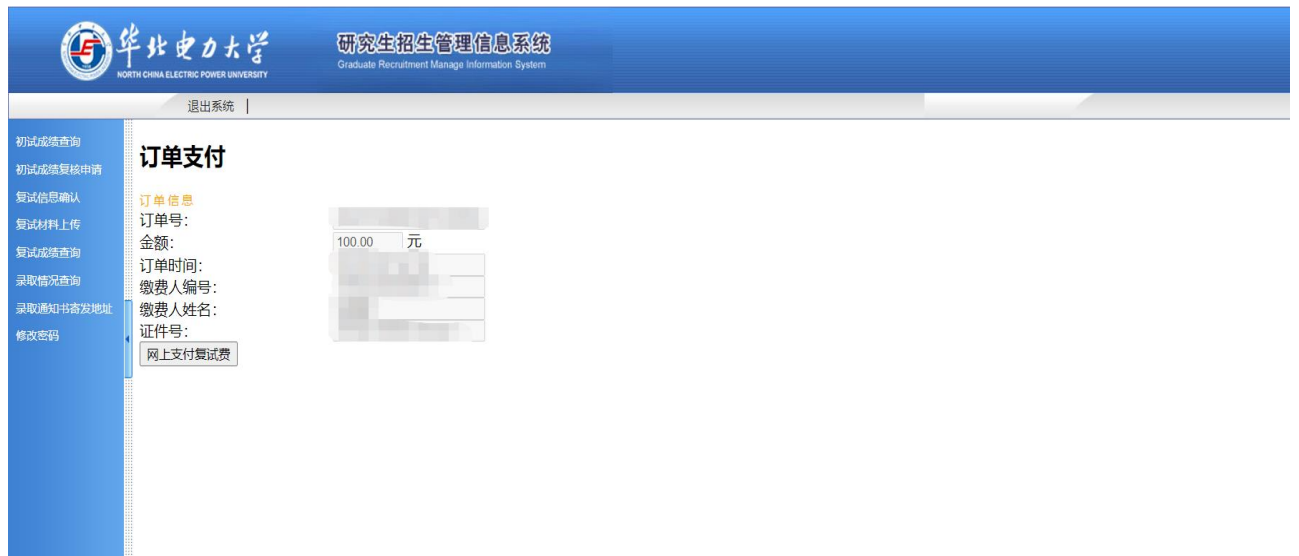 华北电力大学
NORTH CHINA ELECTRIC POWER UNIVERSITY
研究生招生管理信息系统
Graduate Recruitment Manage Information System
退出系统 |
初试成绩查询
初试成绩复核申请
复试信息确认
复试材料上传
复试成绩查询
录取情况查询
录取通知书寄发地址
修改密码
订单支付
订单信息
订单号：
金额： 100.00 元
订单时间：
缴费人编号：
缴费人姓名：
证件号：
网上支付复试费